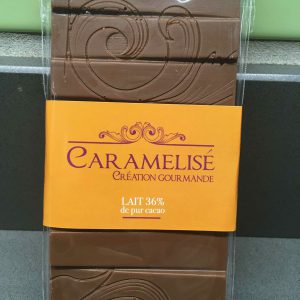 CARAMELISÉ
CRÉATION GOURMANDE
LAIT 36%
de pur cacao